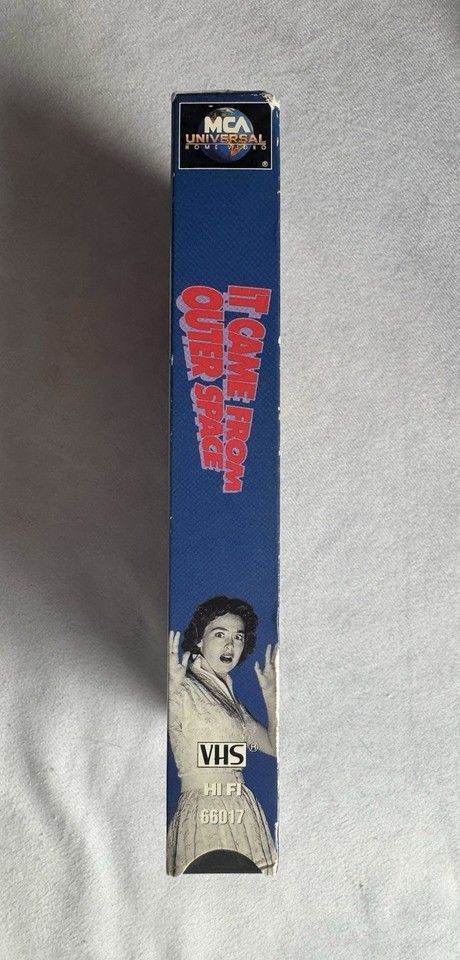 MCA
UNIVERSAL
HOME VIDEO
®
IT CAME FROM
OUTER SPACE
VHS®
HI FI
66017